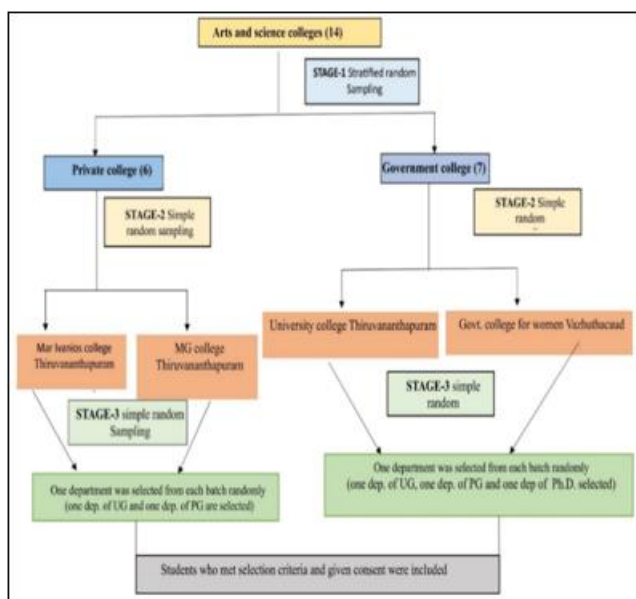 Arts and science colleges (14)
STAGE-1 Stratified random
Sampling
Private college (6)
Government college (7)
STAGE-2 Simple
random sampling
STAGE-2 Simple
random
Mar Ivanios college
Thiruvananthapuram
MG college
Thiruvananthapuram
University college Thiruvananthapuram
Govt. college for women Vazhuthacaud
STAGE-3 simple random
Sampling
STAGE-3 simple
random
One department was selected from each batch randomly
(one dep. of UG and one dep. of PG are selected)
One department was selected from each batch randomly
(one dep. of UG, one dep. of PG and one dep of Ph.D. selected)
Students who met selection criteria and given consent were included